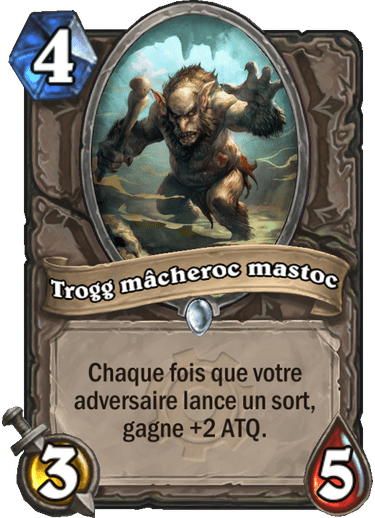 4
Trogg mâcheroc mastoc
Chaque fois que votre
adversaire lance un sort,
gagne +2 ATQ.
3
5